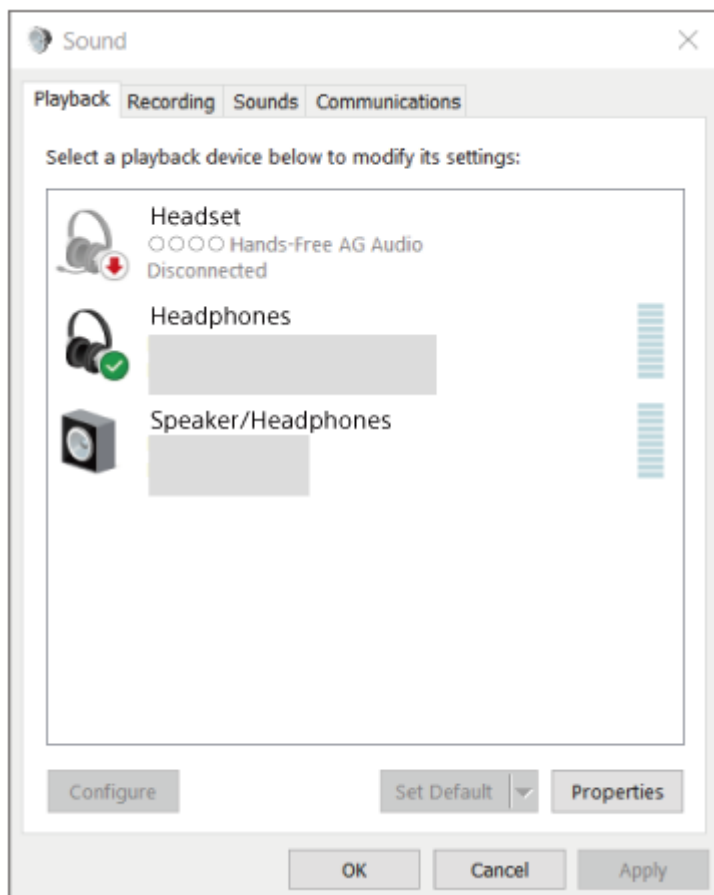 Sound
Playback Recording Sounds Communications
Select a playback device below to modify its settings:
Headset
○○○○ Hands-Free AG Audio
Disconnected
Headphones
Speaker/Headphones
Configure Set Default Properties
OK Cancel Apply